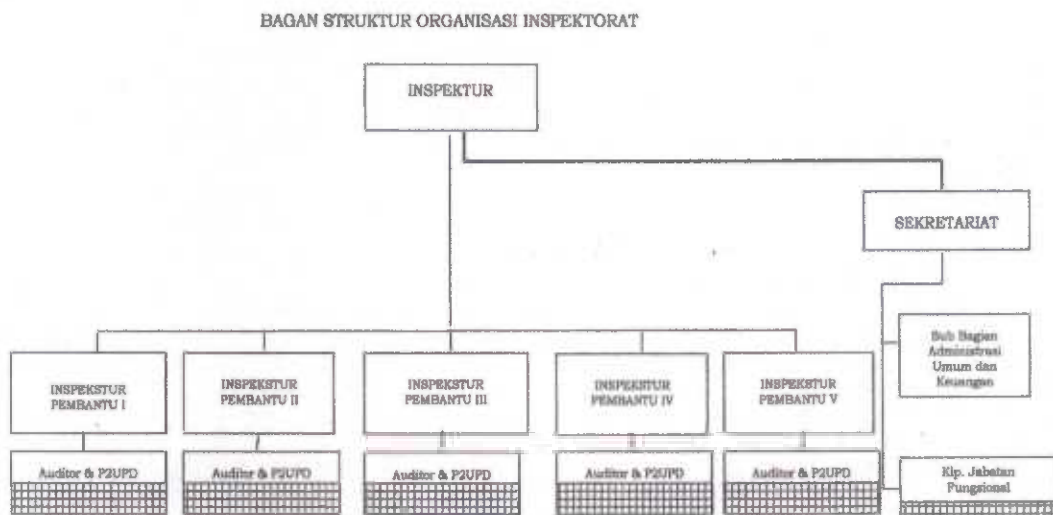 BAGAN STRUKTUR ORGANISASI INSPEKTORAT
INSPEKTUR
SEKRETARIAT
Sub Bagian
Administrasi
Umum dan
Keuangan
INSPEKSTUR
PEMBANTU I
INSPEKSTUR
PEMBANTU II
INSPEKSTUR
PEMBANTU III
INSPEKSTUR
PEMBANTU IV
INSPEKSTUR
PEMBANTU V
Auditor & P2UPD
Auditor & P2UPD
Auditor & P2UPD
Auditor & P2UPD
Auditor & P2UPD
Klp. Jabatan
Fungsional